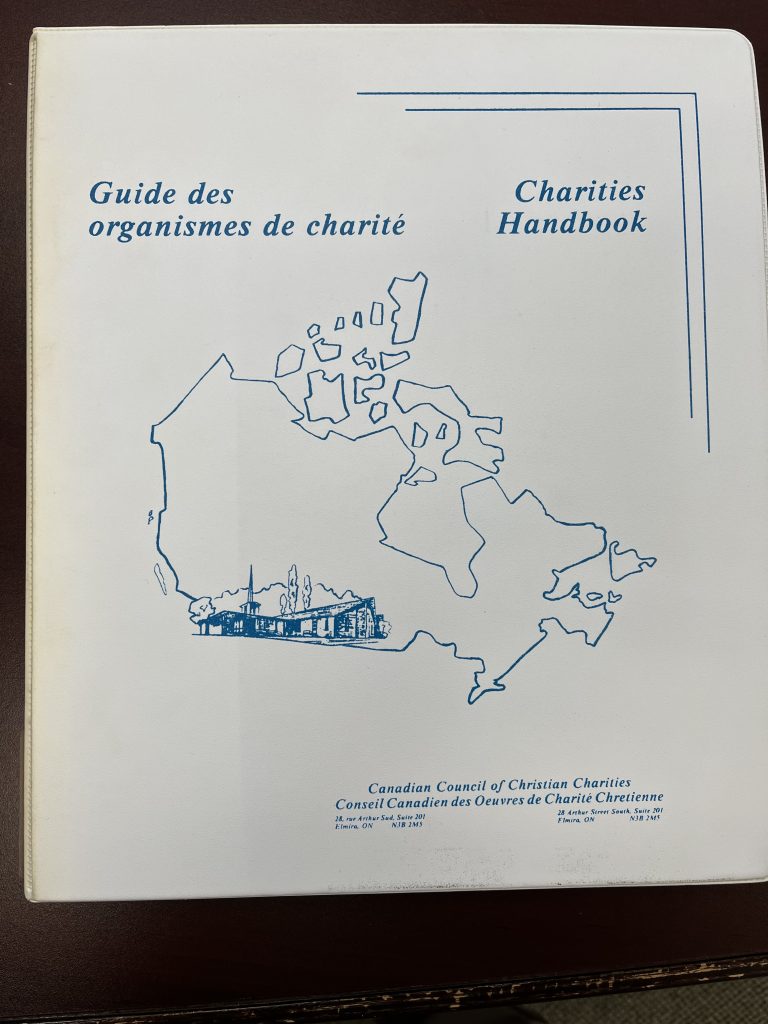 Guide des
organismes de charité
Charities
Handbook
Canadian Council of Christian Charities
Conseil Canadien des Oeuvres de Charité Chretienne
28, rue Arthur Sud, Suite 201
Elmira, ON N3B 2M5
28 Arthur Street South, Suite 201
Elmira, ON N3B 2M5